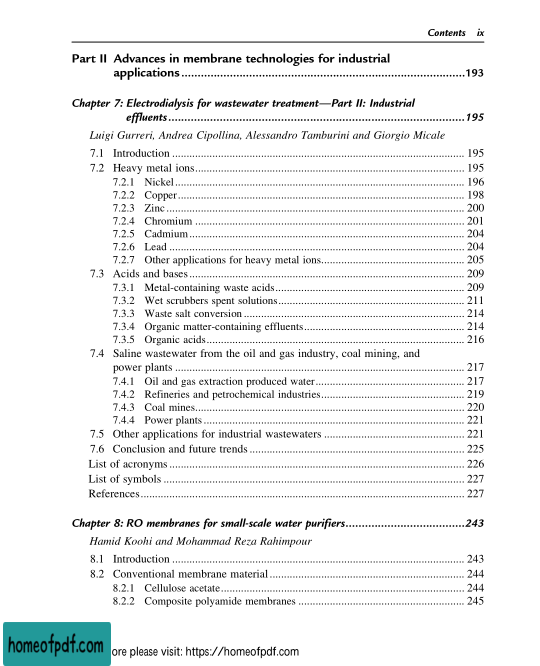 Contents ix
Part II Advances in membrane technologies for industrial
applications.......193
Chapter 7: Electrodialysis for wastewater treatment—Part II: Industrial
effluents.......195
Luigi Gurreri, Andrea Cipollina, Alessandro Tamburini and Giorgio Micale
7.1 Introduction ....... 195
7.2 Heavy metal ions....... 195
7.2.1 Nickel....... 196
7.2.2 Copper....... 198
7.2.3 Zinc....... 200
7.2.4 Chromium ....... 201
7.2.5 Cadmium....... 204
7.2.6 Lead ....... 204
7.2.7 Other applications for heavy metal ions....... 205
7.3 Acids and bases....... 209
7.3.1 Metal-containing waste acids....... 209
7.3.2 Wet scrubbers spent solutions....... 211
7.3.3 Waste salt conversion....... 214
7.3.4 Organic matter-containing effluents....... 214
7.3.5 Organic acids....... 216
7.4 Saline wastewater from the oil and gas industry, coal mining, and
power plants ....... 217
7.4.1 Oil and gas extraction produced water....... 217
7.4.2 Refineries and petrochemical industries....... 219
7.4.3 Coal mines....... 220
7.4.4 Power plants....... 221
7.5 Other applications for industrial wastewaters ....... 221
7.6 Conclusion and future trends ....... 225
List of acronyms ....... 226
List of symbols ....... 227
References....... 227
Chapter 8: RO membranes for small-scale water purifiers.......243
Hamid Koohi and Mohammad Reza Rahimpour
8.1 Introduction ....... 243
8.2 Conventional membrane material....... 244
8.2.1 Cellulose acetate....... 244
8.2.2 Composite polyamide membranes ....... 245
homeofpdf.com
ore please visit: https://homeofpdf.com